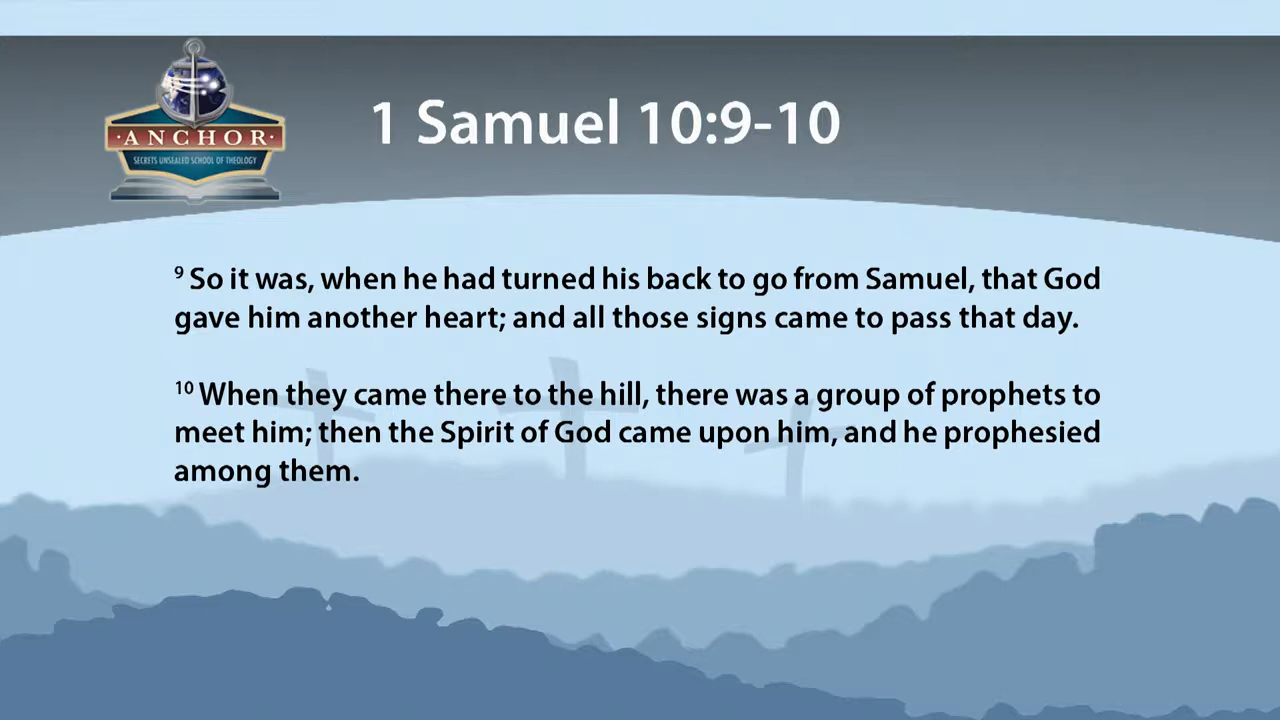 ·ANCHOR·
SECRETS UNSEALED SCHOOL OF THEOLOGY
1 Samuel 10:9-10
9 So it was, when he had turned his back to go from Samuel, that God
gave him another heart; and all those signs came to pass that day.
10 When they came there to the hill, there was a group of prophets to
meet him; then the Spirit of God came upon him, and he prophesied
among them.